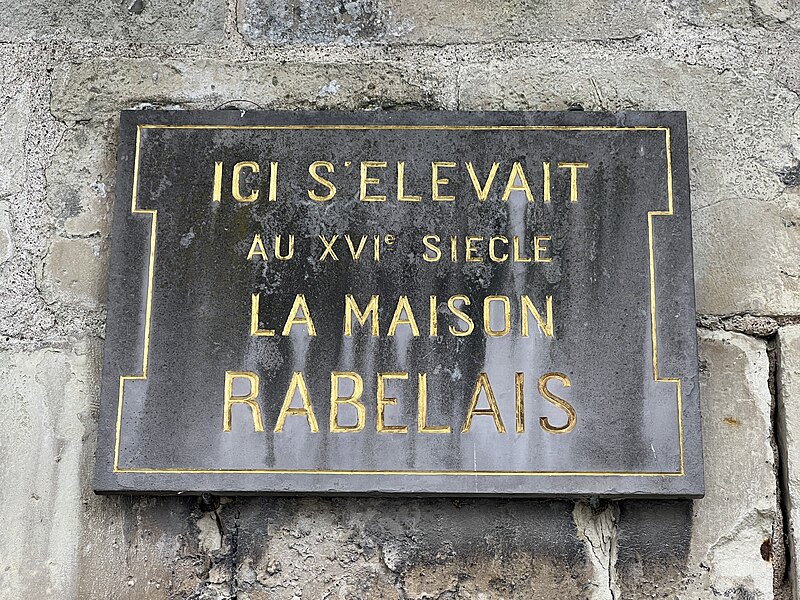 ICI S'ELEVAIT
AU XVIe SIECLE
LA MAISON
RABELAIS